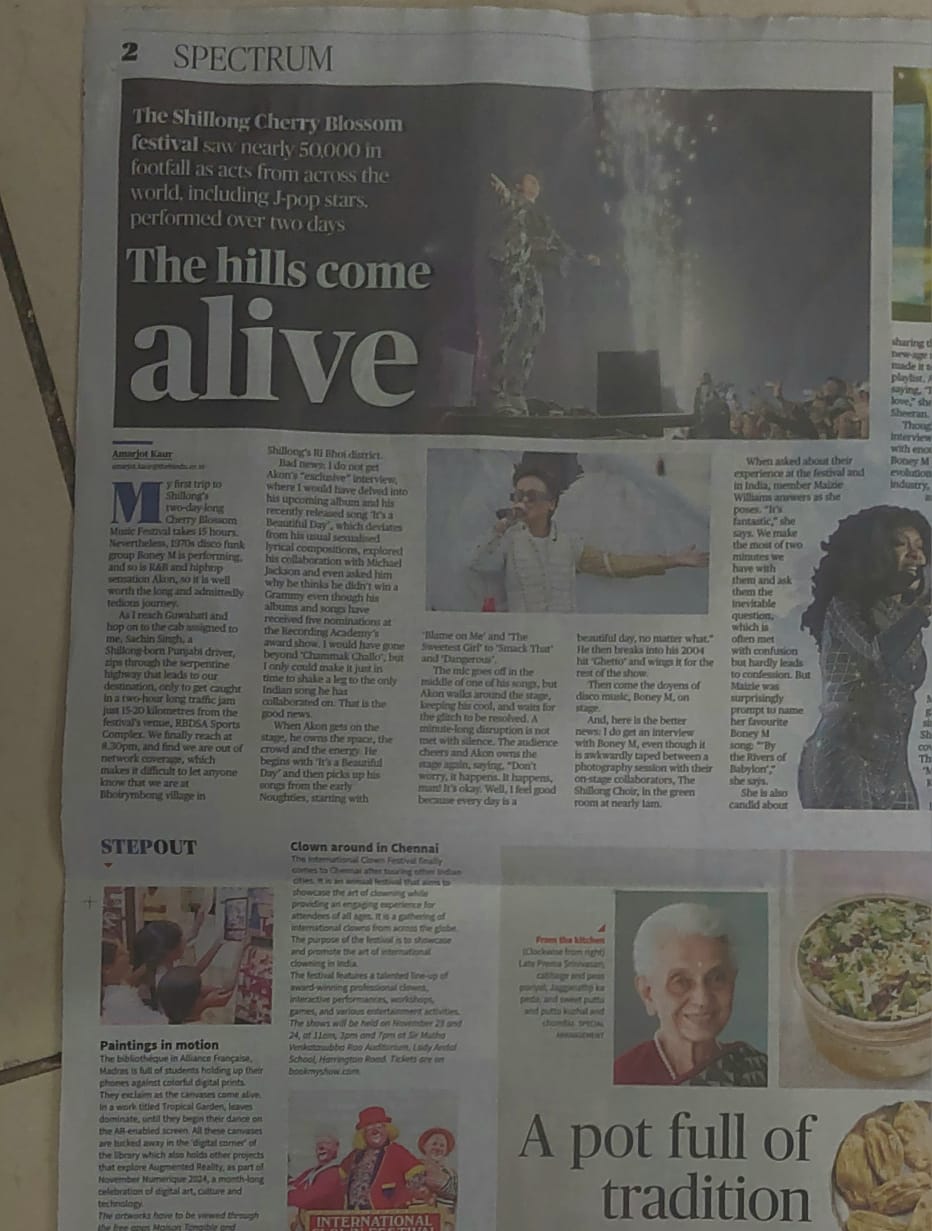 2 SPECTRUM
The Shillong Cherry Blossom
festival saw nearly 50,000 in
footfall as acts from across the
world, including J-pop stars,
performed over two days
The hills come
alive
Amarjot Kaur
amarjot.kaur@thehindu.co.in
My first trip to
Shillong's
two-day-long
Cherry Blossom
Music Festival takes 15 hours.
Nevertheless, 1970s disco funk
group Boney M is performing,
and so is R&B and hiphop
sensation Akon, so it is well
worth the long and admittedly
tedious journey.
As I reach Guwahati and
hop on to the cab assigned to
me, Sachin Singh, a
Shillong-born Punjabi driver,
zips through the serpentine
highway that leads to our
destination, only to get caught
in a two-hour long traffic jam
just 15-20 kilometres from the
festival's venue, RBDSA Sports
Complex. We finally reach at
8.30pm, and find we are out of
network coverage, which
makes it difficult to let anyone
know that we are at
Bhoirymbong village in
Shillong's Ri Bhoi district.
Bad news: I do not get
Akon's "exclusive" interview,
where I would have delved into
his upcoming album and his
recently released song 'It's a
Beautiful Day', which deviates
from his usual sexualised
lyrical compositions, explored
his collaboration with Michael
Jackson and even asked him
why he thinks he didn't win a
Grammy even though his
albums and songs have
received five nominations at
the Recording Academy's
award show. I would have gone
beyond 'Chammak Challo', but
I only could make it just in
time to shake a leg to the only
Indian song he has
collaborated on. That is the
good news.
When Akon gets on the
stage, he owns the space, the
crowd and the energy. He
begins with 'It's a Beautiful
Day' and then picks up his
songs from the early
Noughties, starting with
'Blame on Me' and 'The
Sweetest Girl' to 'Smack That'
and 'Dangerous'.
The mic goes off in the
middle of one of his songs, but
Akon walks around the stage,
keeping his cool, and waits for
the glitch to be resolved. A
minute-long disruption is not
met with silence. The audience
cheers and Akon owns the
stage again, saying, "Don't
worry, it happens. It happens,
man! It's okay. Well, I feel good
because every day is a
beautiful day, no matter what."
He then breaks into his 2004
hit 'Ghetto' and wings it for the
rest of the show.
Then come the doyens of
disco music, Boney M, on
stage.
And, here is the better
news: I do get an interview
with Boney M, even though it
is awkwardly taped between a
photography session with their
on-stage collaborators, The
Shillong Choir, in the green
room at nearly 1am.
When asked about their
experience at the festival and
in India, member Maizie
Williams answers as she
poses. "It's
fantastic," she
says. We make
the most of two
minutes we
have with
them and ask
them the
inevitable
question,
which is
often met
with confusion
but hardly leads
to confession. But
Maizie was
surprisingly
prompt to name
her favourite
Boney M
song: "'By
the Rivers of
Babylon',"
she says.
She is also
candid about
sharing
new-age
made it
playlist.
saying,
love," she
Sheeran.
Thoug
interview
with eno
Boney M
evolution
industry,
STEPOUT
Paintings in motion
The bibliothèque in Alliance Française,
Madras is full of students holding up their
phones against colorful digital prints.
They exclaim as the canvases come alive.
In a work titled Tropical Garden, leaves
dominate, until they begin their dance on
the AR-enabled screen. All these canvases
are tucked away in the 'digital corner' of
the library which also holds other projects
that explore Augmented Reality, as part of
November Numerique 2024, a month-long
celebration of digital art, culture and
technology.
The artworks have to be viewed through
the free apps Maison Tangible and
Clown around in Chennai
The International Clown Festival finally
comes to Chennai after touring other Indian
cities. It is an annual festival that aims to
showcase the art of clowning while
providing an engaging experience for
attendees of all ages. It is a gathering of
international clowns from across the globe.
The purpose of the festival is to showcase
and promote the art of international
clowning in India.
The festival features a talented line-up of
award-winning professional clowns,
interactive performances, workshops,
games, and various entertainment activities.
The shows will be held on November 23 and
24, at 11am, 3pm and 7pm at Sir Mutha
Venkatasubba Rao Auditorium, Lady Andal
School, Harrington Road. Tickets are on
bookmyshow.com.
INTERNATIONAL
From the kitchen
(Clockwise from right)
Late Prema Srinivasan,
cabbage and peas
poriyal, Jaggenathji ka
peda, and sweet puttu
and puttu kuzhal and
chombu. SPECIAL
ARRANGEMENT
A pot full of
tradition